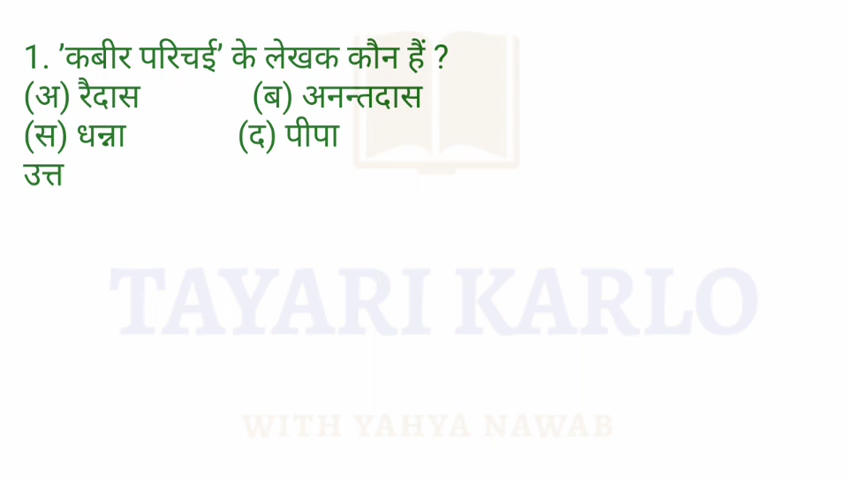 1. ’कबीर परिचई’ के लेखक कौन हैं ?
(अ) रैदास (ब) अनन्तदास
(स) धन्ना (द) पीपा
उत्त
TAYARI KARLO
WITH YAHYA NAWAB